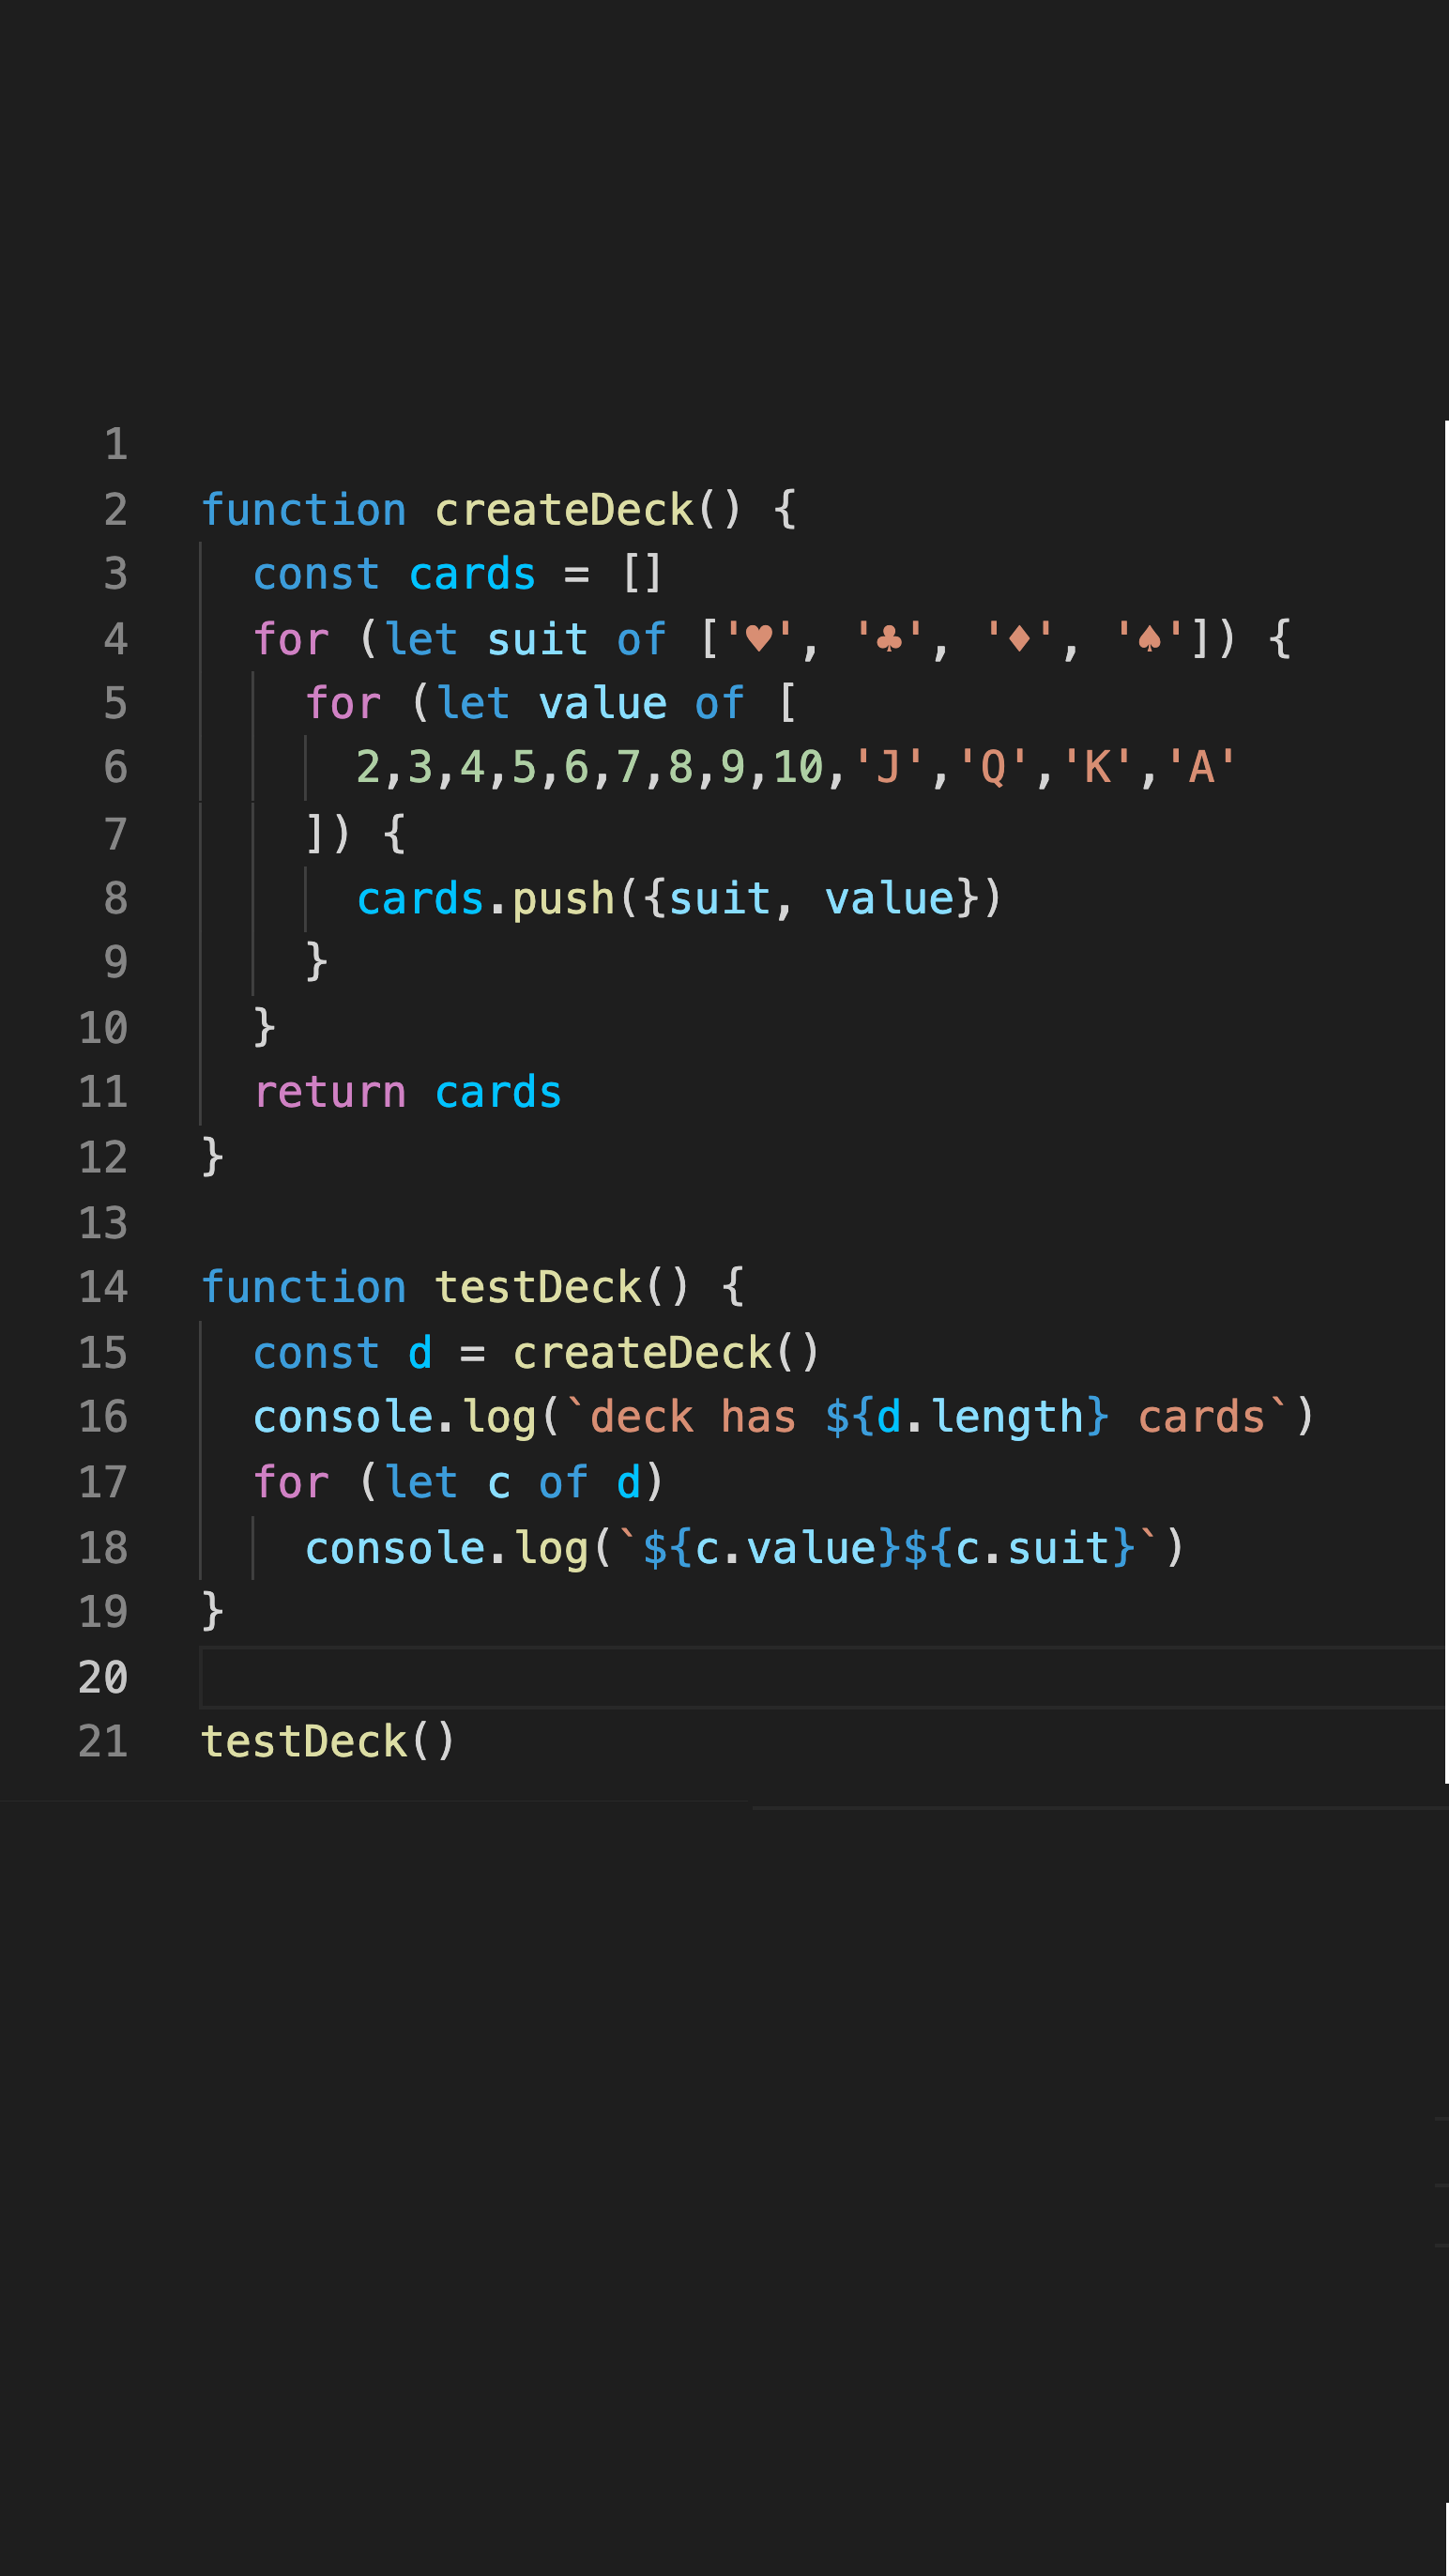 1
2 function createDeck() {
3   const cards = []
4   for (let suit of ['♥', '♣', '♦', '♠']) {
5     for (let value of [
6       2,3,4,5,6,7,8,9,10,'J','Q','K','A'
7     ]) {
8       cards.push({suit, value})
9     }
10   }
11   return cards
12 }
13
14 function testDeck() {
15   const d = createDeck()
16   console.log(`deck has ${d.length} cards`)
17   for (let c of d)
18     console.log(`${c.value}${c.suit}`)
19 }
20
21 testDeck()